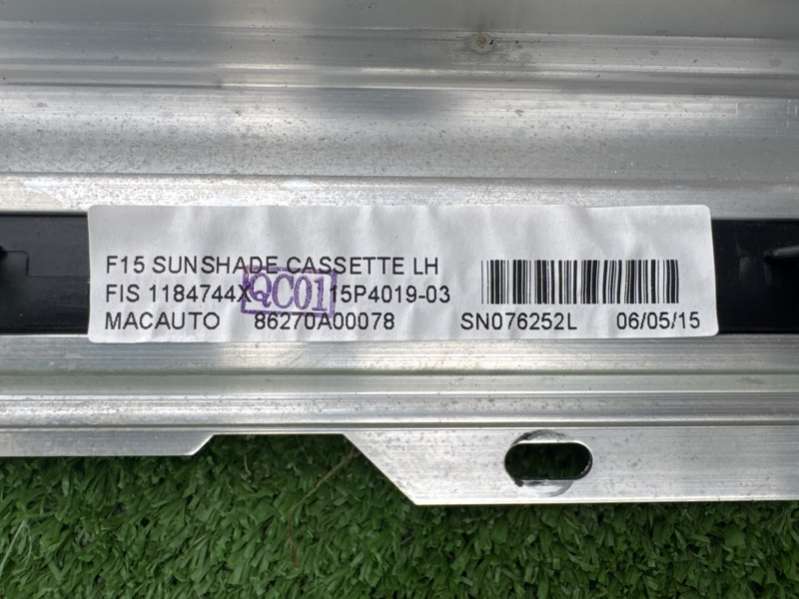 F15 SUNSHADE CASSETTE LH
FIS 1184744X QC01 15P4019-03
MACAUTO 86270A00078 SN076252L 06/05/15